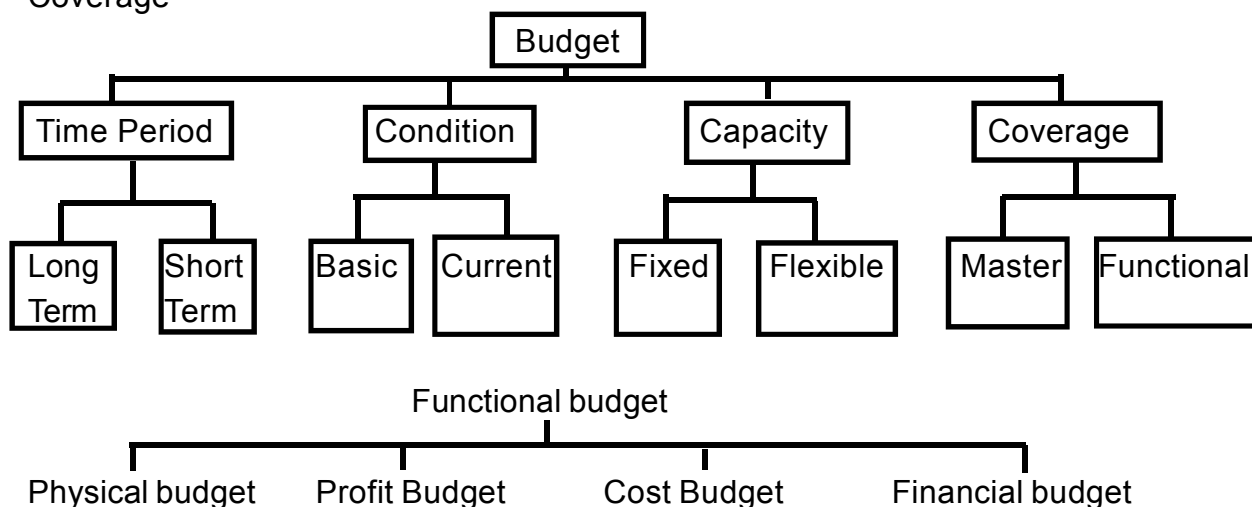 Coverage
Budget
Time Period Condition Capacity Coverage
Long Term Short Term Basic Current Fixed Flexible Master Functional
Functional budget
Physical budget Profit Budget Cost Budget Financial budget